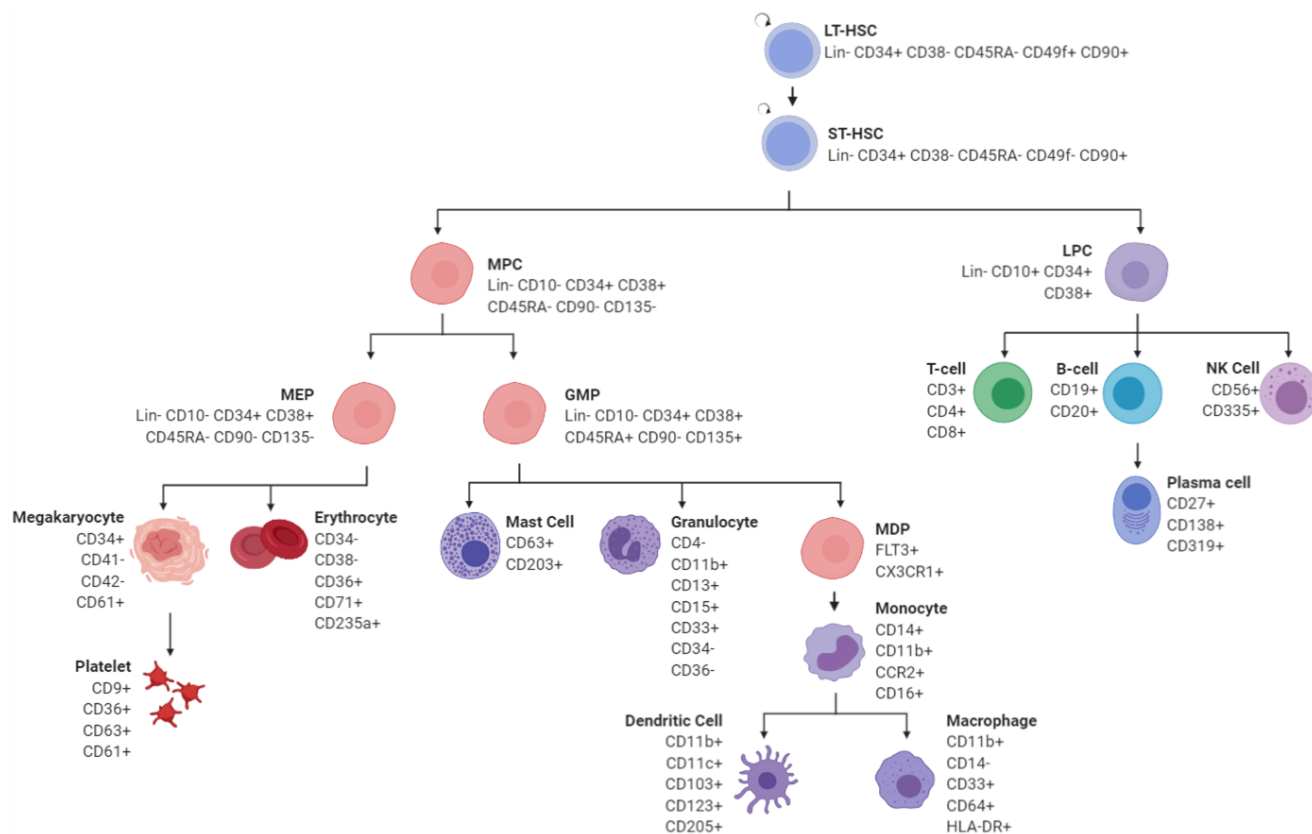 LT-HSC
Lin- CD34+ CD38- CD45RA- CD49f+ CD90+
ST-HSC
Lin- CD34+ CD38- CD45RA- CD49f- CD90+
MPC
Lin- CD10- CD34+ CD38+
CD45RA- CD90- CD135-
LPC
Lin- CD10+ CD34+
CD38+
MEP
Lin- CD10- CD34+ CD38+
CD45RA- CD90- CD135-
GMP
Lin- CD10- CD34+ CD38+
CD45RA+ CD90- CD135+
T-cell
CD3+
CD4+
CD8+
B-cell
CD19+
CD20+
NK Cell
CD56+
CD335+
Plasma cell
CD27+
CD138+
CD319+
Megakaryocyte
CD34+
CD41-
CD42-
CD61+
Erythrocyte
CD34-
CD38-
CD36+
CD71+
CD235a+
Mast Cell
CD63+
CD203+
Granulocyte
CD4-
CD11b+
CD13+
CD15+
CD33+
CD34-
CD36-
MDP
FLT3+
CX3CR1+
Monocyte
CD14+
CD11b+
CCR2+
CD16+
Platelet
CD9+
CD36+
CD63+
CD61+
Dendritic Cell
CD11b+
CD11c+
CD103+
CD123+
CD205+
Macrophage
CD11b+
CD14-
CD33+
CD64+
HLA-DR+